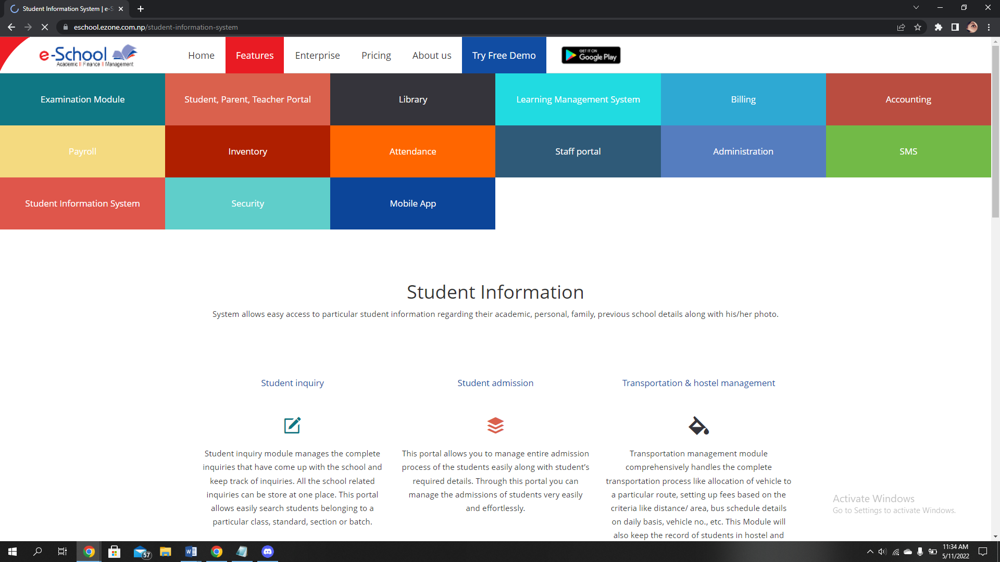 Student Information System | e-S
eschool.ezone.com.np/student-information-system
e-School
Academic || Finance || Management
Home
Features
Enterprise
Pricing
About us
Try Free Demo
GET IT ON
Google Play
Examination Module
Student, Parent, Teacher Portal
Library
Learning Management System
Billing
Accounting
Payroll
Inventory
Attendance
Staff portal
Administration
SMS
Student Information System
Security
Mobile App
Student Information
System allows easy access to particular student information regarding their academic, personal, family, previous school details along with his/her photo.
Student inquiry
Student inquiry module manages the complete
inquiries that have come up with the school and
keep track of inquiries. All the school related
inquiries can be store at one place. This portal
allows easily search students belonging to a
particular class, standard, section or batch.
Student admission
This portal allows you to manage entire admission
process of the students easily along with student’s
required details. Through this portal you can
manage the admissions of students very easily
and effortlessly.
Transportation & hostel management
Transportation management module
comprehensively handles the complete
transportation process like allocation of vehicle to
a particular route, setting up fees based on the
criteria like distance/ area, bus schedule details
on daily basis, vehicle no., etc. This Module will
also keep the record of students in hostel and
Activate Windows
Go to Settings to activate Windows.
57
11:34 AM
5/11/2022